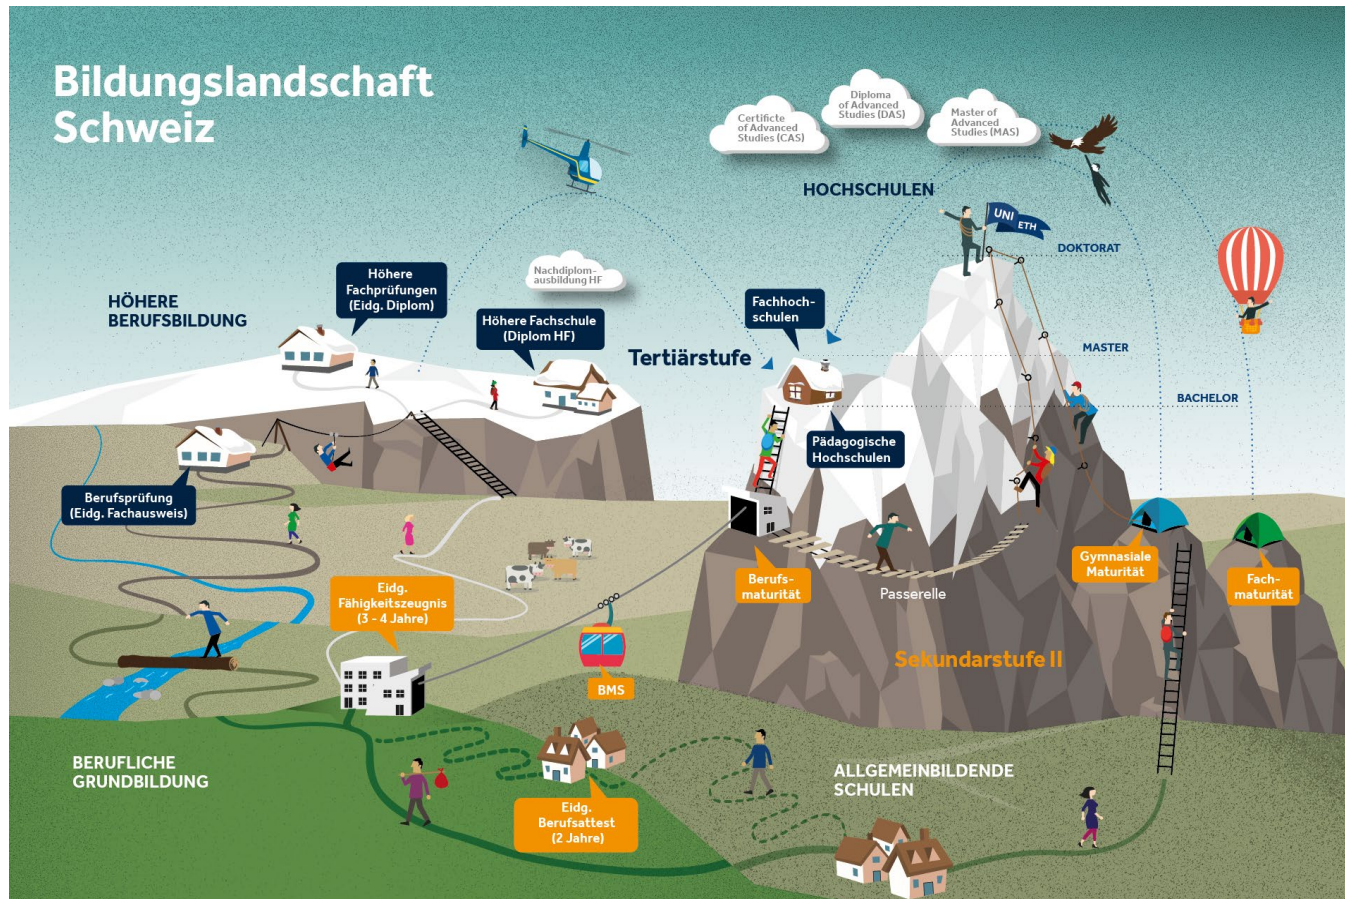 Bildungslandschaft
Schweiz
Certificte
of Advanced
Studies (CAS)
Diploma
of Advanced
Studies (DAS)
Master of
Advanced
Studies (MAS)
HOCHSCHULEN
UNI
ETH
DOKTORAT
Nachdiplom-
ausbildung HF
Höhere
Fachprüfungen
(Eidg. Diplom)
HÖHERE
BERUFSBILDUNG
Höhere Fachschule
(Diplom HF)
Fachhoch-
schulen
Tertiärstufe
MASTER
BACHELOR
Pädagogische
Hochschulen
Berufsprüfung
(Eidg. Fachausweis)
Eidg.
Fähigkeitszeugnis
(3 - 4 Jahre)
Berufs-
maturität
Passerelle
Gymnasiale
Maturität
Fach-
maturität
Sekundarstufe II
BMS
BERUFLICHE
GRUNDBILDUNG
ALLGEMEINBILDENDE
SCHULEN
Eidg.
Berufsattest
(2 Jahre)